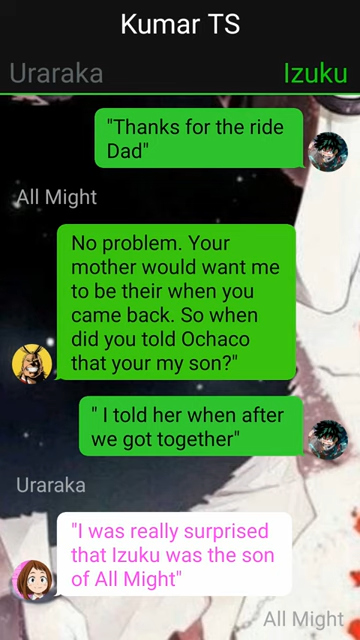 Kumar TS
Uraraka Izuku
"Thanks for the ride
Dad"
All Might
No problem. Your
mother would want me
to be their when you
came back. So when
did you told Ochaco
that your my son?"
" I told her when after
we got together"
Uraraka
"I was really surprised
that Izuku was the son
of All Might"
All Might